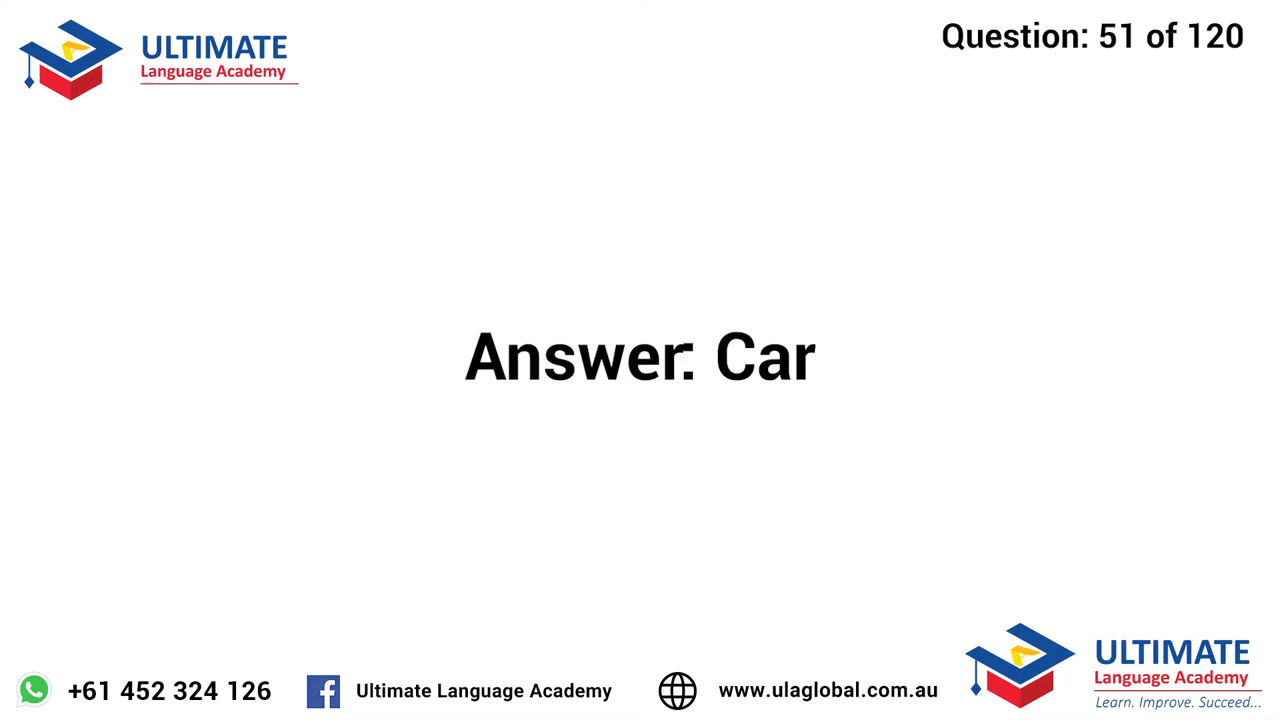 ULTIMATE
Language Academy
Question: 51 of 120
Answer: Car
+61 452 324 126
Ultimate Language Academy
www.ulaglobal.com.au
ULTIMATE
Language Academy
Learn. Improve. Succeed...